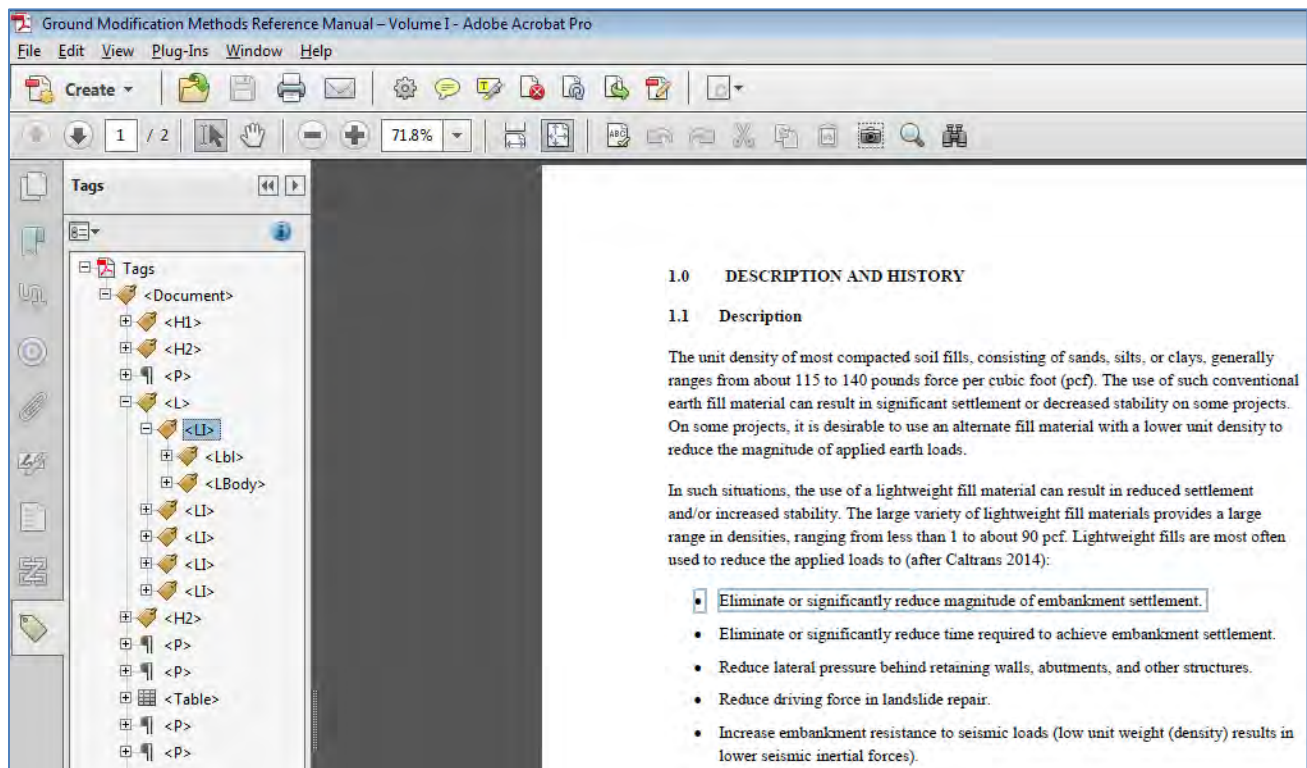 Ground Modification Methods Reference Manual – Volume I - Adobe Acrobat Pro
File Edit View Plug-Ins Window Help
Create
1 / 2 71.8%
Tags
Tags
<Document>
<H1>
<H2>
<P>
<L>
<LI>
<Lbl>
<LBody>
<LI>
<LI>
<LI>
<LI>
<H2>
<P>
<P>
<Table>
<P>
<P>
1.0 DESCRIPTION AND HISTORY
1.1 Description
The unit density of most compacted soil fills, consisting of sands, silts, or clays, generally
ranges from about 115 to 140 pounds force per cubic foot (pcf). The use of such conventional
earth fill material can result in significant settlement or decreased stability on some projects.
On some projects, it is desirable to use an alternate fill material with a lower unit density to
reduce the magnitude of applied earth loads.
In such situations, the use of a lightweight fill material can result in reduced settlement
and/or increased stability. The large variety of lightweight fill materials provides a large
range in densities, ranging from less than 1 to about 90 pcf. Lightweight fills are most often
used to reduce the applied loads to (after Caltrans 2014):
• Eliminate or significantly reduce magnitude of embankment settlement.
• Eliminate or significantly reduce time required to achieve embankment settlement.
• Reduce lateral pressure behind retaining walls, abutments, and other structures.
• Reduce driving force in landslide repair.
• Increase embankment resistance to seismic loads (low unit weight (density) results in
lower seismic inertial forces).